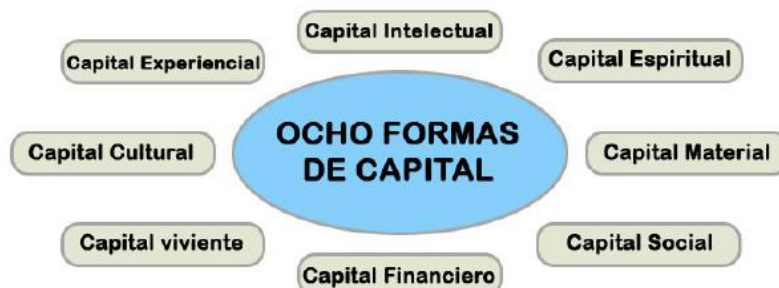 Capital Intelectual
Capital Experiencial
Capital Espiritual
OCHO FORMAS
DE CAPITAL
Capital Cultural
Capital Material
Capital viviente
Capital Social
Capital Financiero